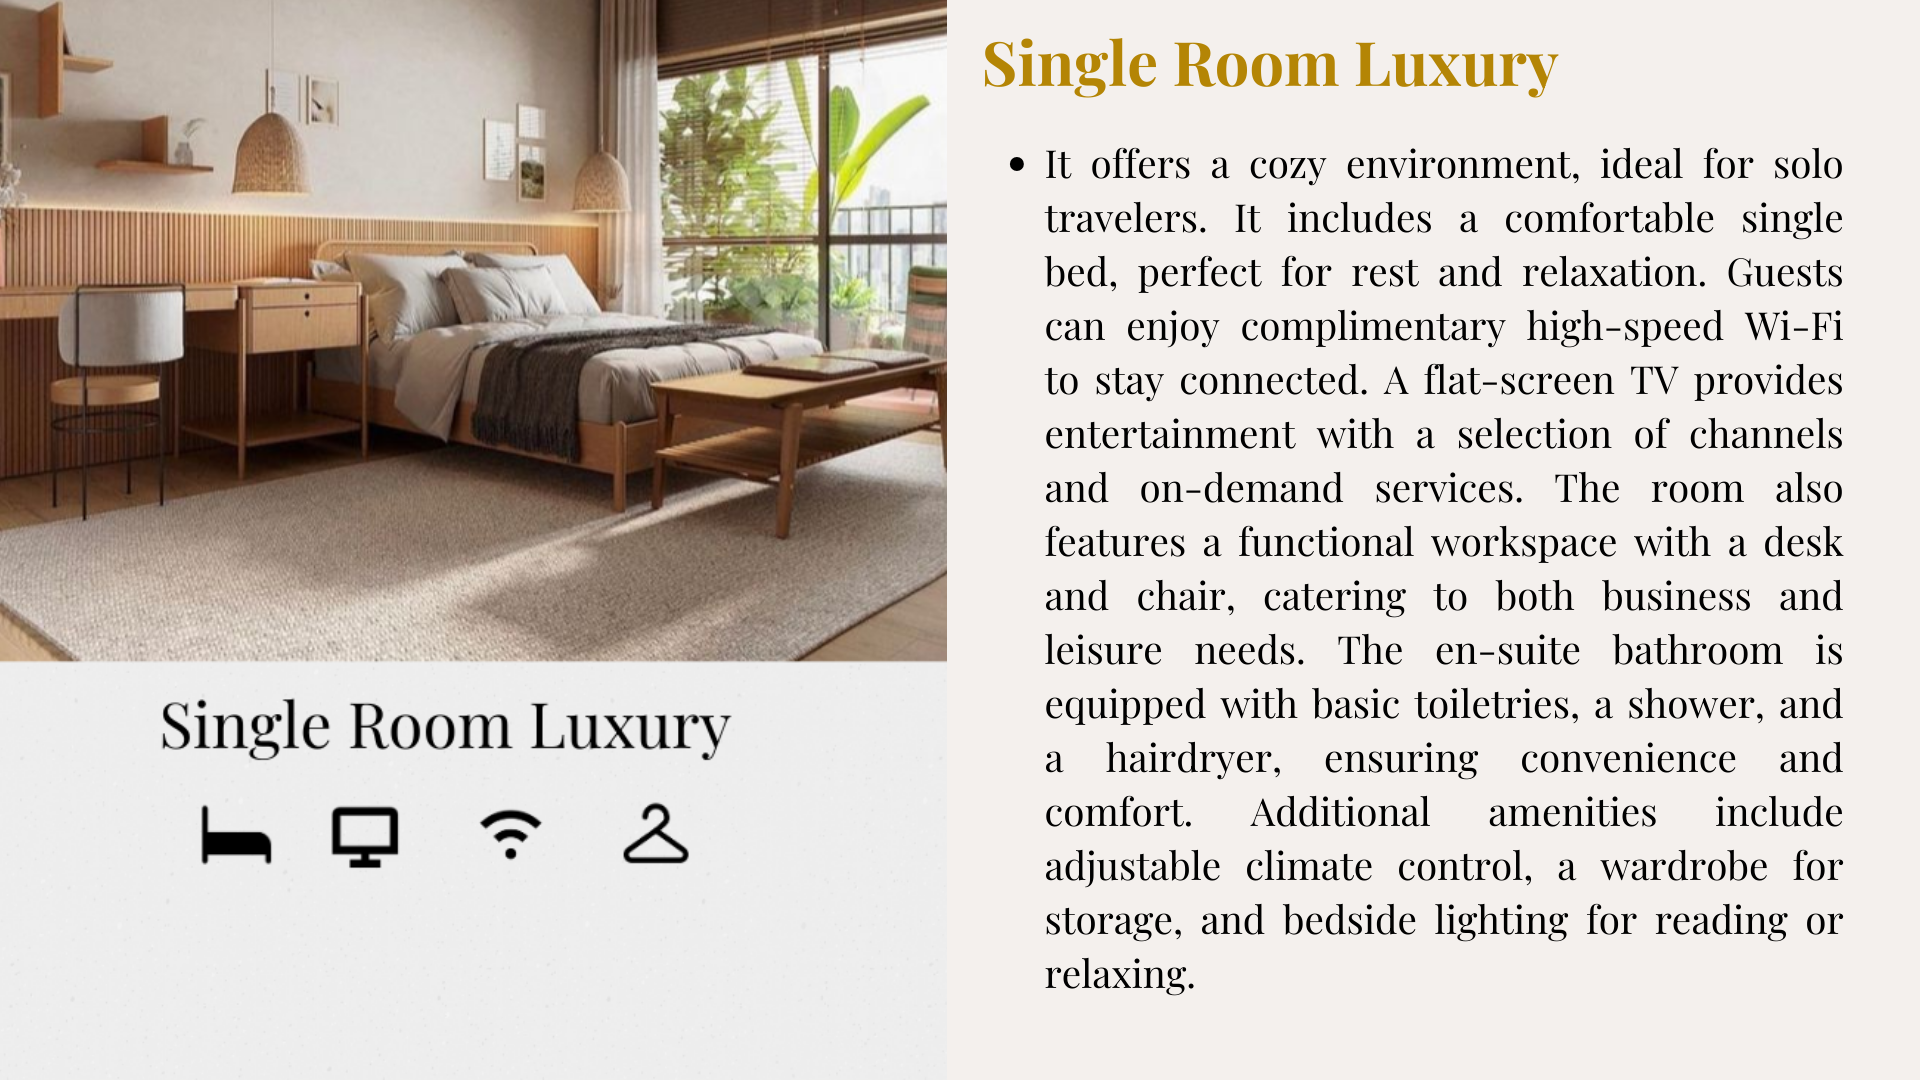 Single Room Luxury
It offers a cozy environment, ideal for solo
travelers. It includes a comfortable single
bed, perfect for rest and relaxation. Guests
can enjoy complimentary high-speed Wi-Fi
to stay connected. A flat-screen TV provides
entertainment with a selection of channels
and on-demand services. The room also
features a functional workspace with a desk
and chair, catering to both business and
leisure needs. The en-suite bathroom is
equipped with basic toiletries, a shower, and
a hairdryer, ensuring convenience and
comfort. Additional amenities include
adjustable climate control, a wardrobe for
storage, and bedside lighting for reading or
relaxing.
Single Room Luxury